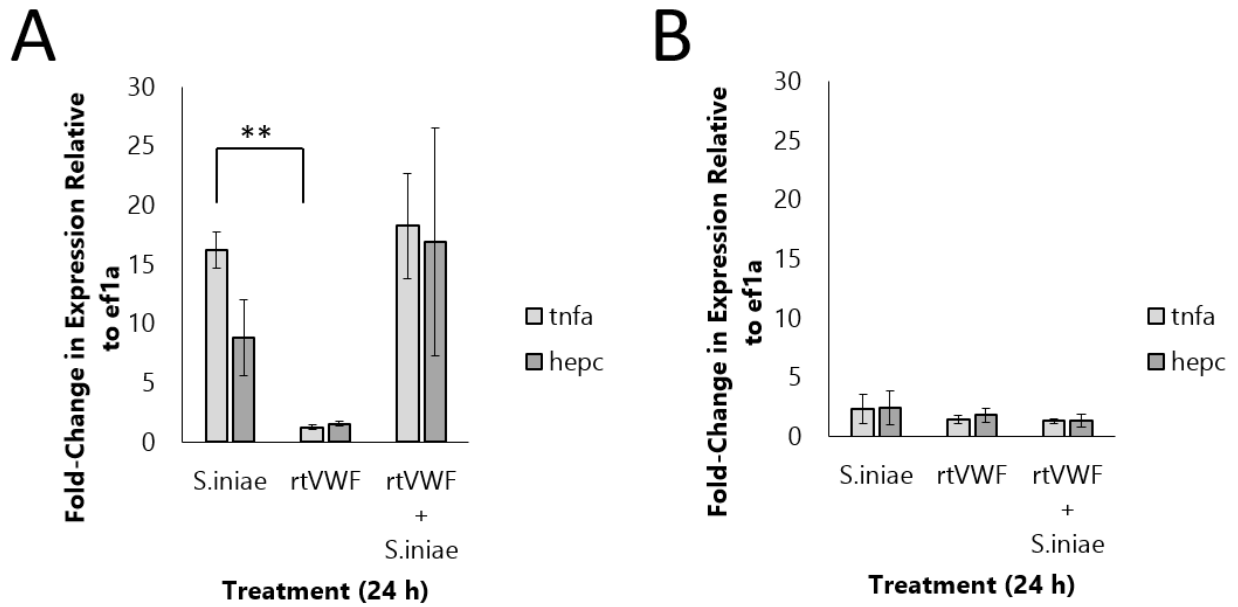 A
Fold-Change in Expression Relative
to ef1a
30
25
20
15
10
5
0
**
S.iniae
rtVWF
rtVWF
+
S.iniae
Treatment (24 h)
tnfa
hepc
B
Fold-Change in Expression Relative
to ef1a
30
25
20
15
10
5
0
S.iniae
rtVWF
rtVWF
+
S.iniae
Treatment (24 h)
tnfa
hepc